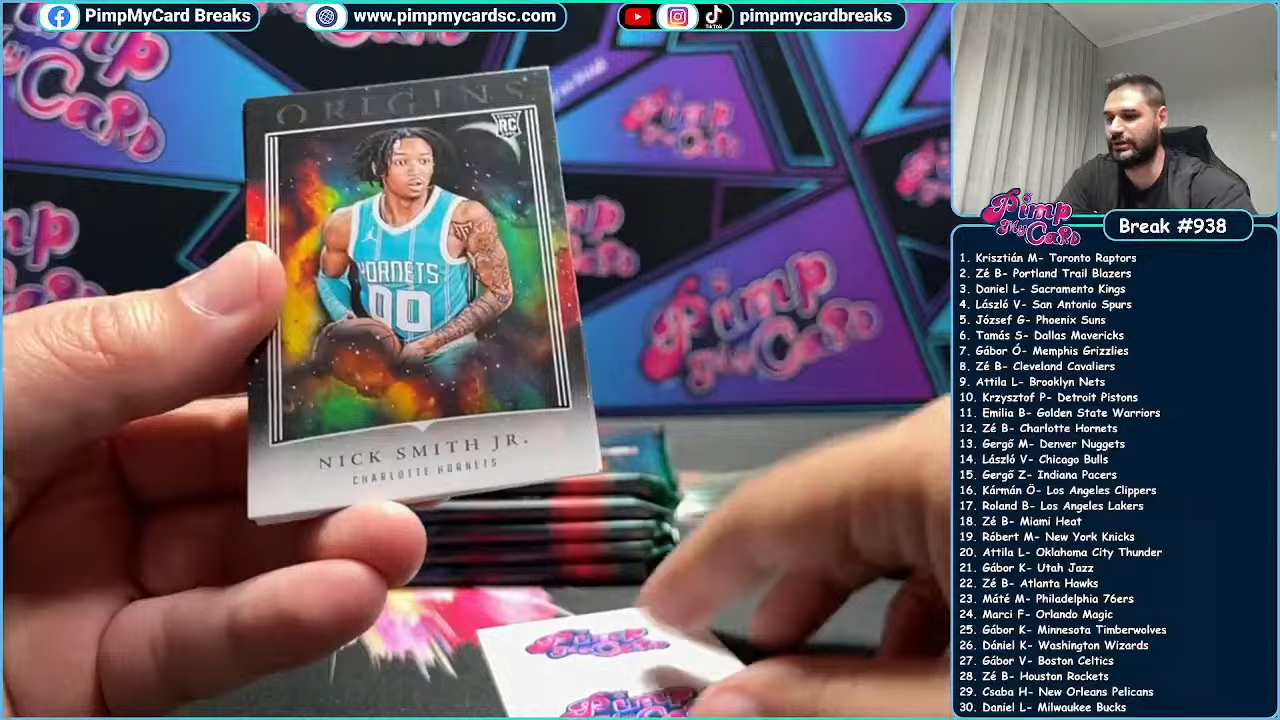 PimpMyCard Breaks
www.pimpmycardsc.com
TikTok
pimpmycardbreaks
Pimp
My Card
Break #938
ORIGINS
RC
HORNETS
00
NICK SMITH JR.
CHARLOTTE HORNETS
1. Krisztián M- Toronto Raptors
2. Zé B- Portland Trail Blazers
3. Daniel L- Sacramento Kings
4. László V- San Antonio Spurs
5. József G- Phoenix Suns
6. Tamás S- Dallas Mavericks
7. Gábor Ó- Memphis Grizzlies
8. Zé B- Cleveland Cavaliers
9. Attila L- Brooklyn Nets
10. Krzysztof P- Detroit Pistons
11. Emilia B- Golden State Warriors
12. Zé B- Charlotte Hornets
13. Gergő M- Denver Nuggets
14. László V- Chicago Bulls
15. Gergő Z- Indiana Pacers
16. Kármán Ö- Los Angeles Clippers
17. Roland B- Los Angeles Lakers
18. Zé B- Miami Heat
19. Róbert M- New York Knicks
20. Attila L- Oklahoma City Thunder
21. Gábor K- Utah Jazz
22. Zé B- Atlanta Hawks
23. Máté M- Philadelphia 76ers
24. Marci F- Orlando Magic
25. Gábor K- Minnesota Timberwolves
26. Dániel K- Washington Wizards
27. Gábor V- Boston Celtics
28. Zé B- Houston Rockets
29. Csaba H- New Orleans Pelicans
30. Daniel L- Milwaukee Bucks